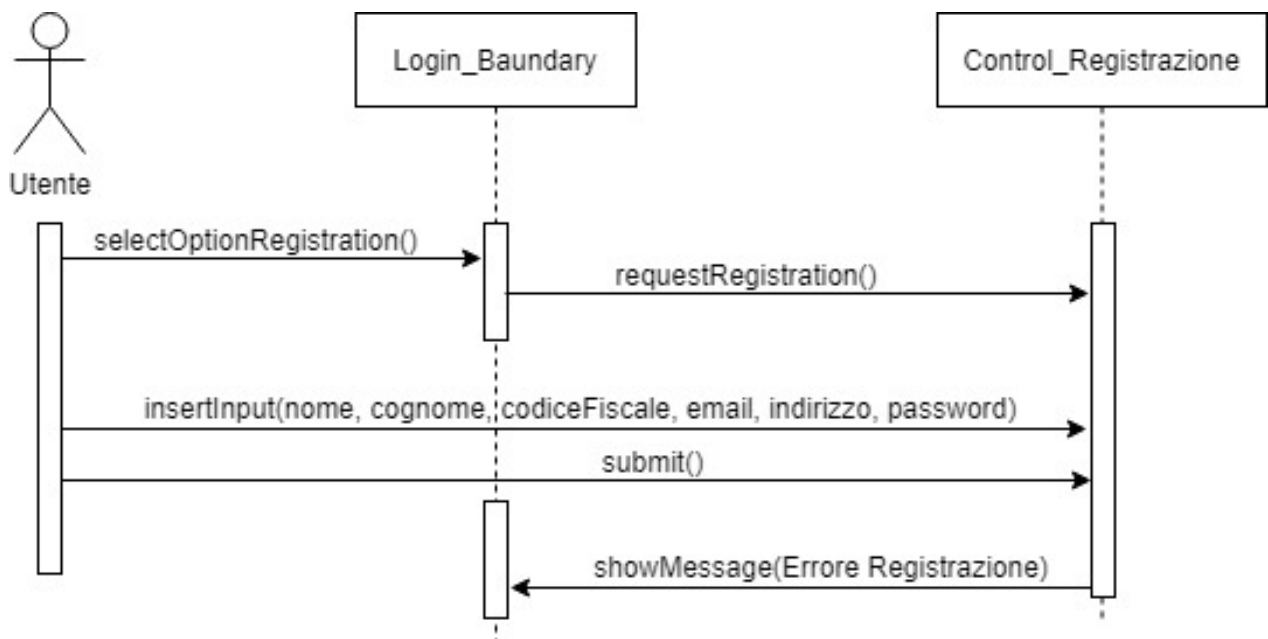 Login_Baundary
Control_Registrazione
Utente
selectOptionRegistration()
requestRegistration()
insertInput(nome, cognome, codiceFiscale, email, indirizzo, password)
submit()
showMessage(Errore Registrazione)